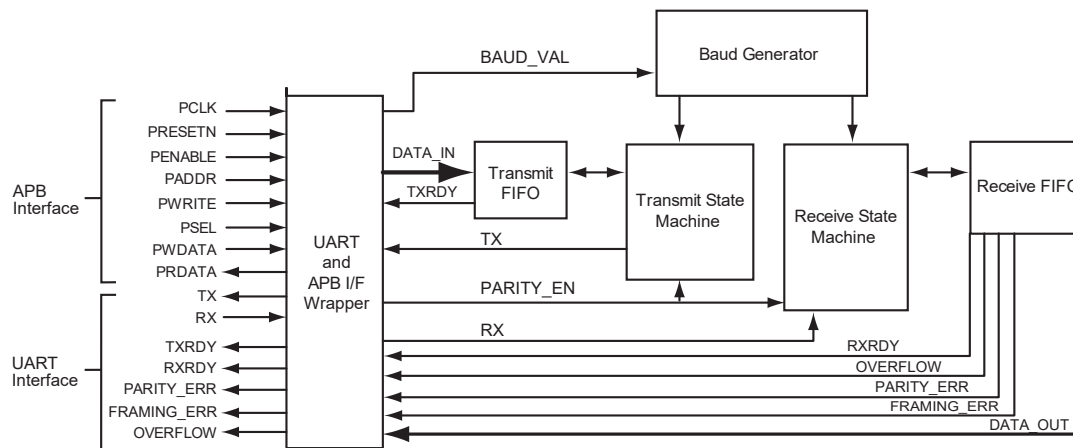 Baud Generator
BAUD_VAL
PCLK
PRESETN
PENABLE
PADDR
PWRITE
PSEL
PWDATA
PRDATA
APB
Interface
TX
RX
TXRDY
RXRDY
PARITY_ERR
FRAMING_ERR
OVERFLOW
UART
Interface
UART
and
APB I/F
Wrapper
DATA_IN
TXRDY
Transmit
FIFO
TX
Transmit State
Machine
Receive State
Machine
Receive FIFO
PARITY_EN
RX
RXRDY
OVERFLOW
PARITY_ERR
FRAMING_ERR
DATA_OUT